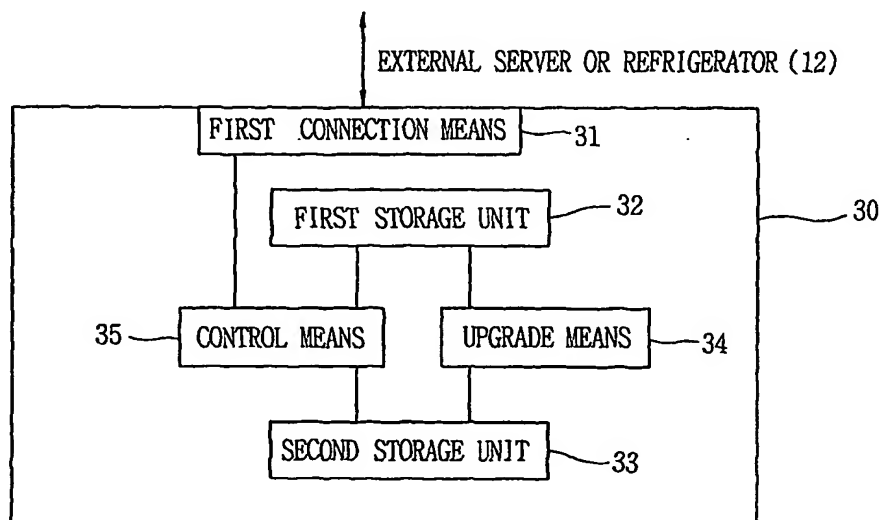 EXTERNAL SERVER OR REFRIGERATOR (12)
FIRST CONNECTION MEANS
31
FIRST STORAGE UNIT
32
30
35
CONTROL MEANS
UPGRADE MEANS
34
SECOND STORAGE UNIT
33